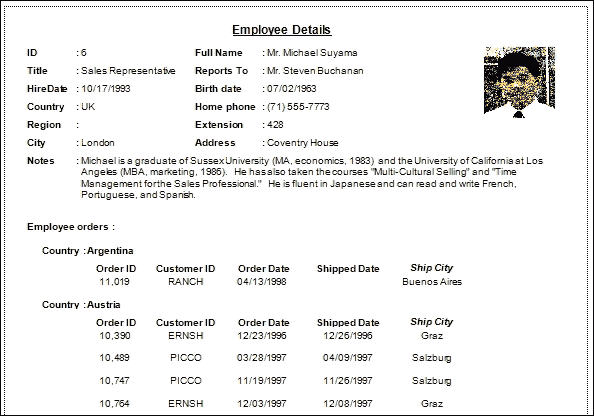 Employee Details
ID : 6 Full Name : Mr. Michael Suyama
Title : Sales Representative Reports To : Mr. Steven Buchanan
HireDate : 10/17/1993 Birth date : 07/02/1963
Country : UK Home phone : (71) 555-7773
Region : Extension : 428
City : London Address : Coventry House
Notes : Michael is a graduate of Sussex University (MA, economics, 1983) and the University of California at Los
Angeles (MBA, marketing, 1986). He has also taken the courses "Multi-Cultural Selling" and "Time
Management for the Sales Professional." He is fluent in Japanese and can read and write French,
Portuguese, and Spanish.
Employee orders :
Country : Argentina
Order ID Customer ID Order Date Shipped Date Ship City
11,019 RANCH 04/13/1998 Buenos Aires
Country : Austria
Order ID Customer ID Order Date Shipped Date Ship City
10,390 ERNSH 12/23/1996 12/26/1996 Graz
10,489 PICCO 03/28/1997 04/09/1997 Salzburg
10,747 PICCO 11/19/1997 11/26/1997 Salzburg
10,764 ERNSH 12/03/1997 12/08/1997 Graz